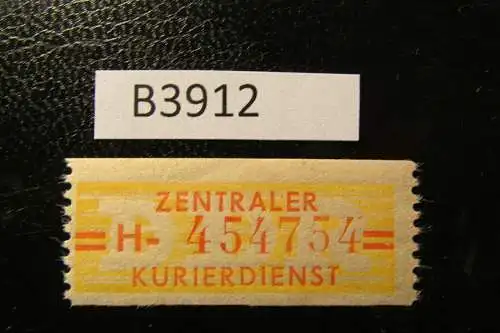 B3912
ZENTRALER
=H- 454754=
KURIERDIENST